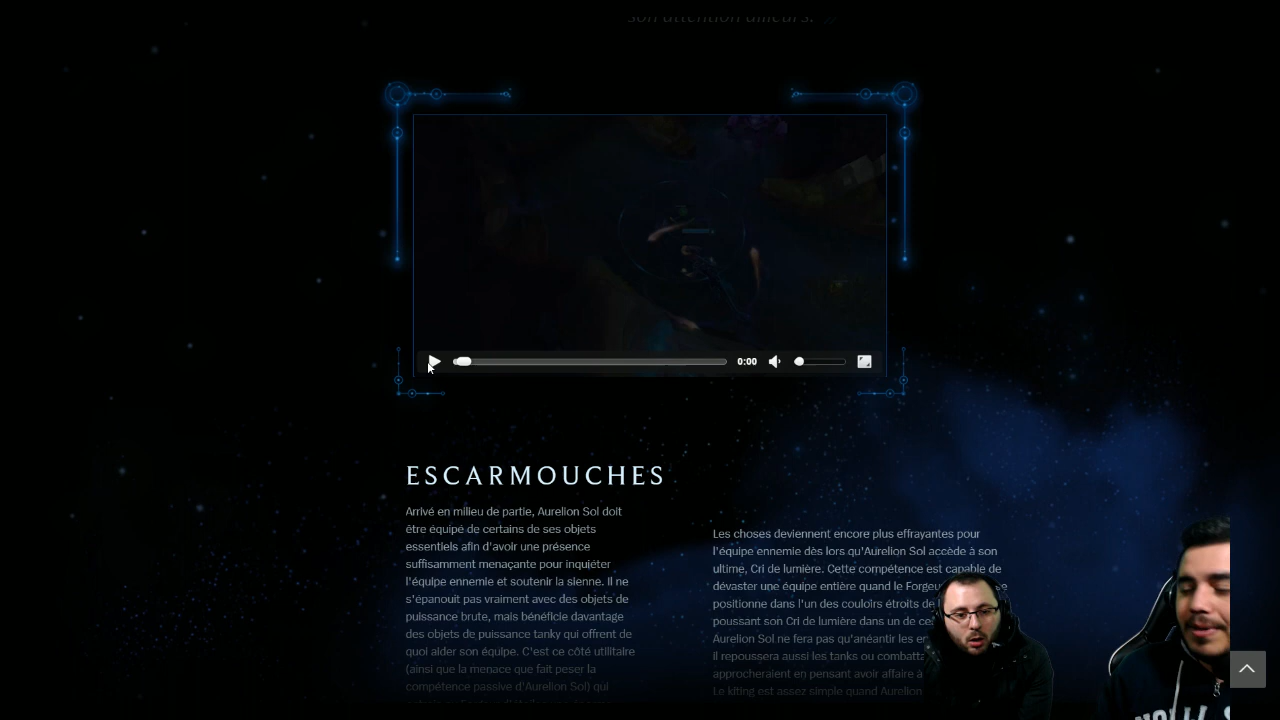 son attention ailleurs.
0:00
ESCARMOUCHES
Arrivé en milieu de partie, Aurelion Sol doit
être équipé de certains de ses objets
essentiels afin d'avoir une présence
suffisamment menaçante pour inquiéter
l'équipe ennemie et soutenir la sienne. Il ne
s'épanouit pas vraiment avec des objets de
puissance brute, mais bénéficie davantage
des objets de puissance tanky qui offrent de
quoi aider son équipe. C'est ce côté utilitaire
(ainsi que la menace que fait peser la
compétence passive d'Aurelion Sol) qui
Les choses deviennent encore plus effrayantes pour
l'équipe ennemie dès lors qu'Aurelion Sol accède à son
ultime, Cri de lumière. Cette compétence est capable de
dévaster une équipe entière quand le
positionne dans l'un des couloirs étroits de
poussant son Cri de lumière dans un de
Aurelion Sol ne fera pas qu'anéantir les
il repoussera aussi les tanks ou
approcheraient en pensant avoir affaire à
Le kiting est assez simple quand Aurelion